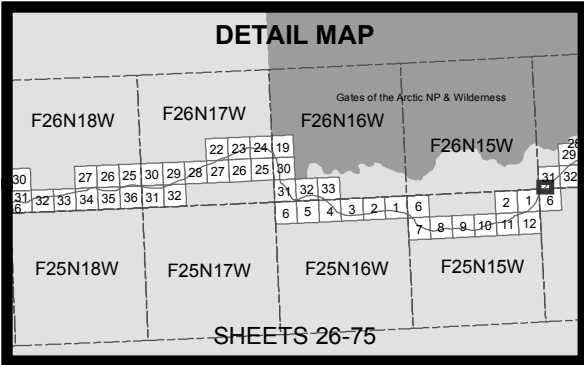 DETAIL MAP
Gates of the Arctic NP & Wilderness
F26N18W F26N17W F26N16W F26N15W
22 23 24 19
28
29
30 27 26 25 30 29 28 27 26 25 30
31 32 33
31 32
31 32 33 34 35 36 31 32
6
6 5 4 3 2 1 6
2 1 6
7 8 9 10 11 12
F25N18W F25N17W F25N16W F25N15W
SHEETS 26-75